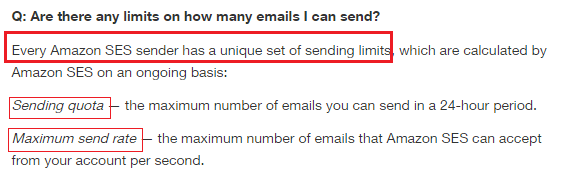 Q: Are there any limits on how many emails I can send?
Every Amazon SES sender has a unique set of sending limits, which are calculated by
Amazon SES on an ongoing basis:
Sending quota – the maximum number of emails you can send in a 24-hour period.
Maximum send rate – the maximum number of emails that Amazon SES can accept
from your account per second.